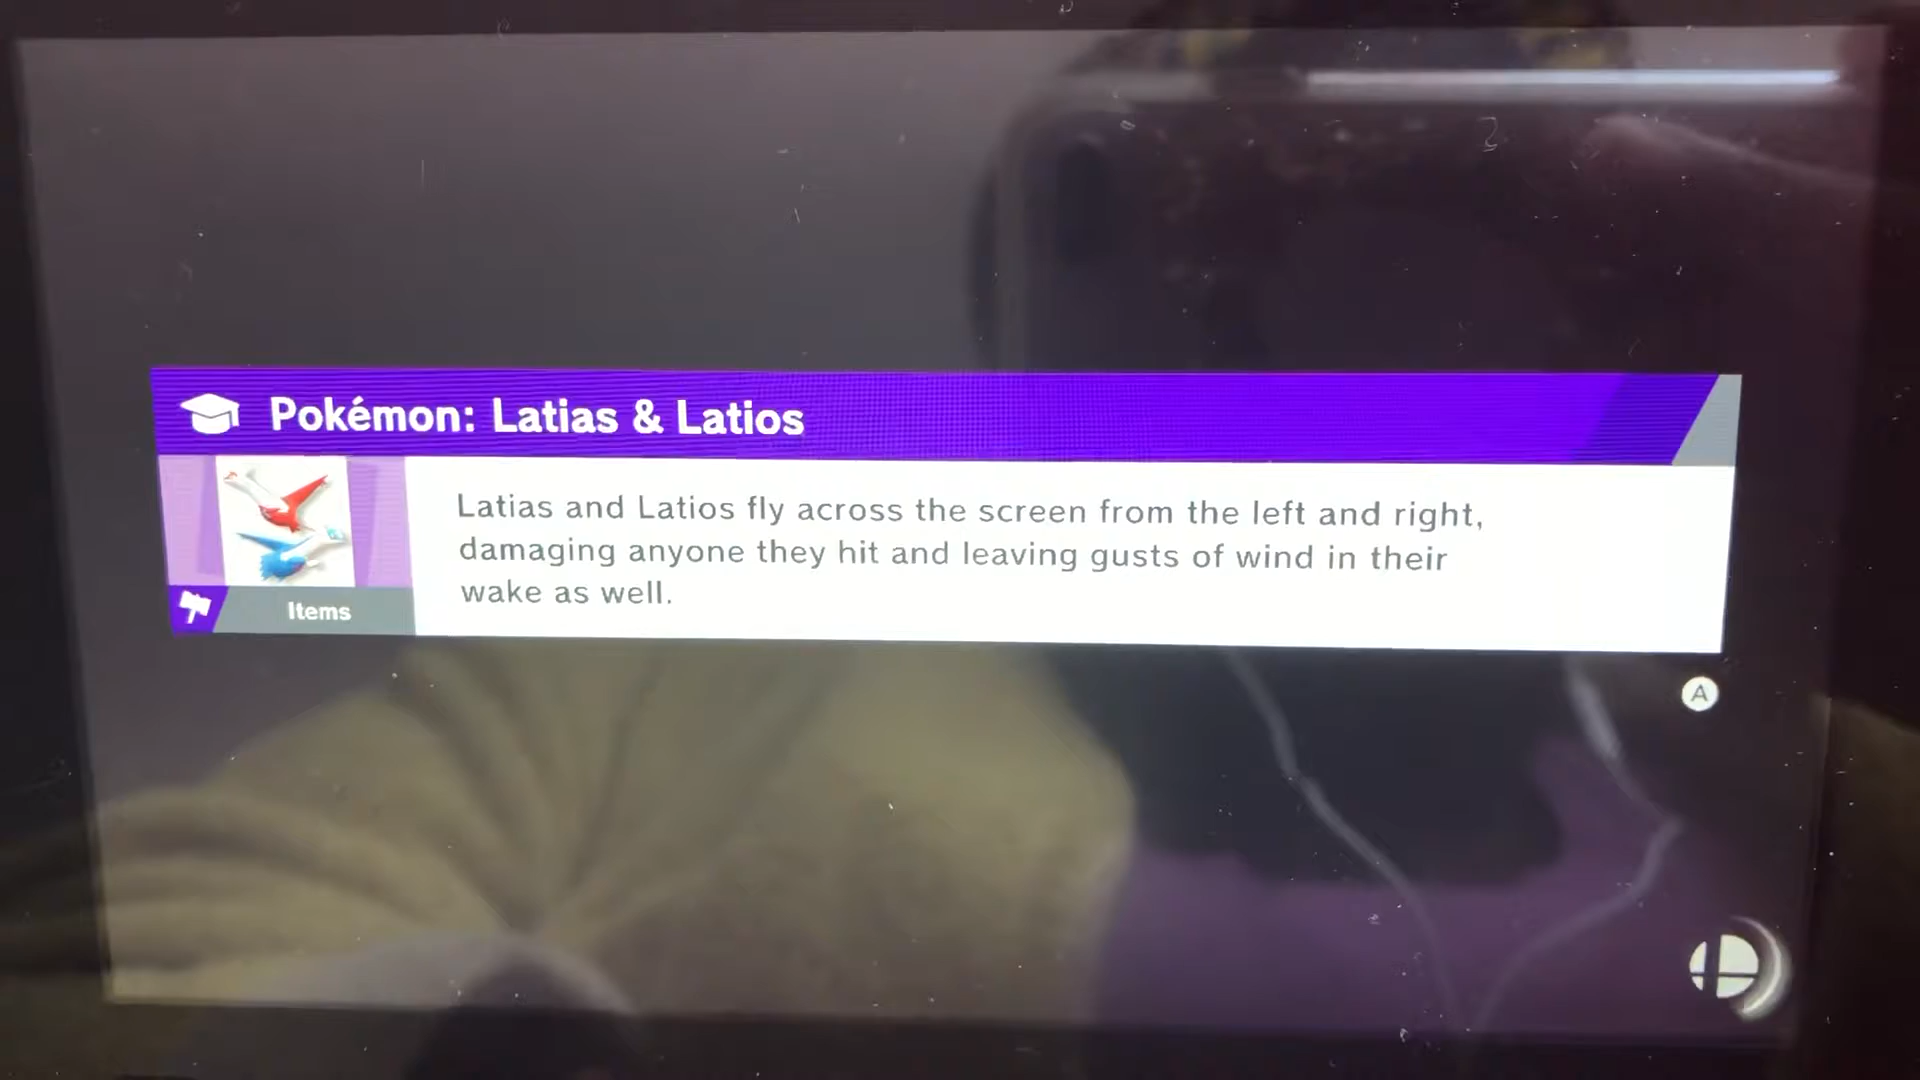 Pokémon: Latias & Latios
Latias and Latios fly across the screen from the left and right,
damaging anyone they hit and leaving gusts of wind in their
wake as well.
Items
A